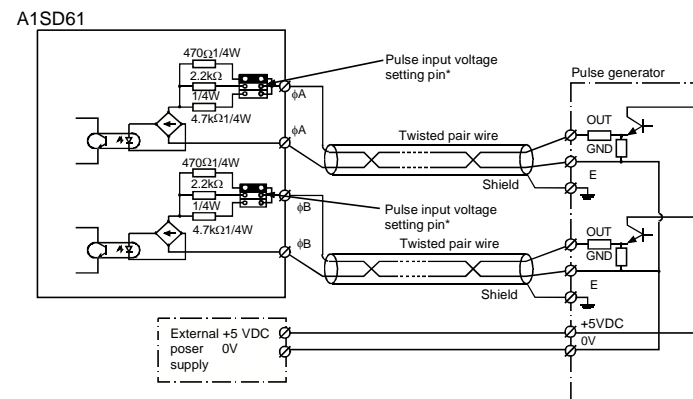 A1SD61
470Ω1/4W
2.2kΩ
1/4W
4.7kΩ1/4W
Pulse input voltage
setting pin*
ϕA
ϕA
Twisted pair wire
Shield
Pulse generator
OUT
GND
E
470Ω1/4W
2.2kΩ
1/4W
4.7kΩ1/4W
Pulse input voltage
setting pin*
ϕB
ϕB
Twisted pair wire
Shield
OUT
GND
E
External +5 VDC
poser 0V
supply
+5VDC
0V